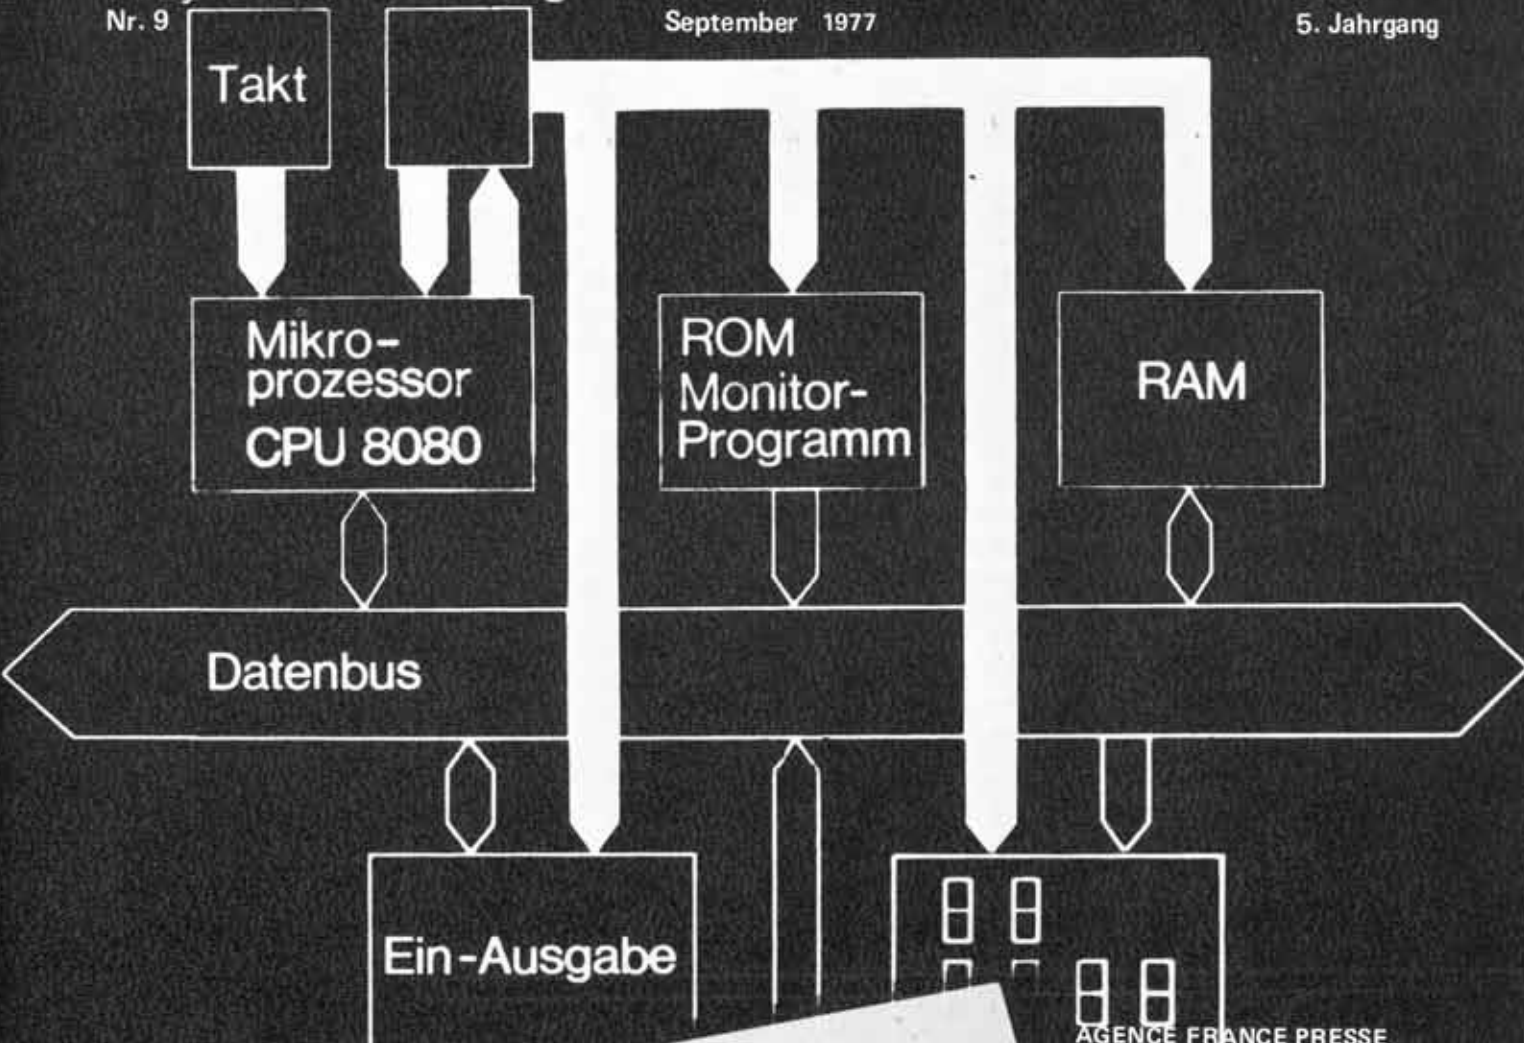 Nr. 9
September 1977
5. Jahrgang
Takt
Mikro-
prozessor
CPU 8080
ROM
Monitor-
Programm
RAM
Datenbus
Ein-Ausgabe
AGENCE FRANCE PRESSE